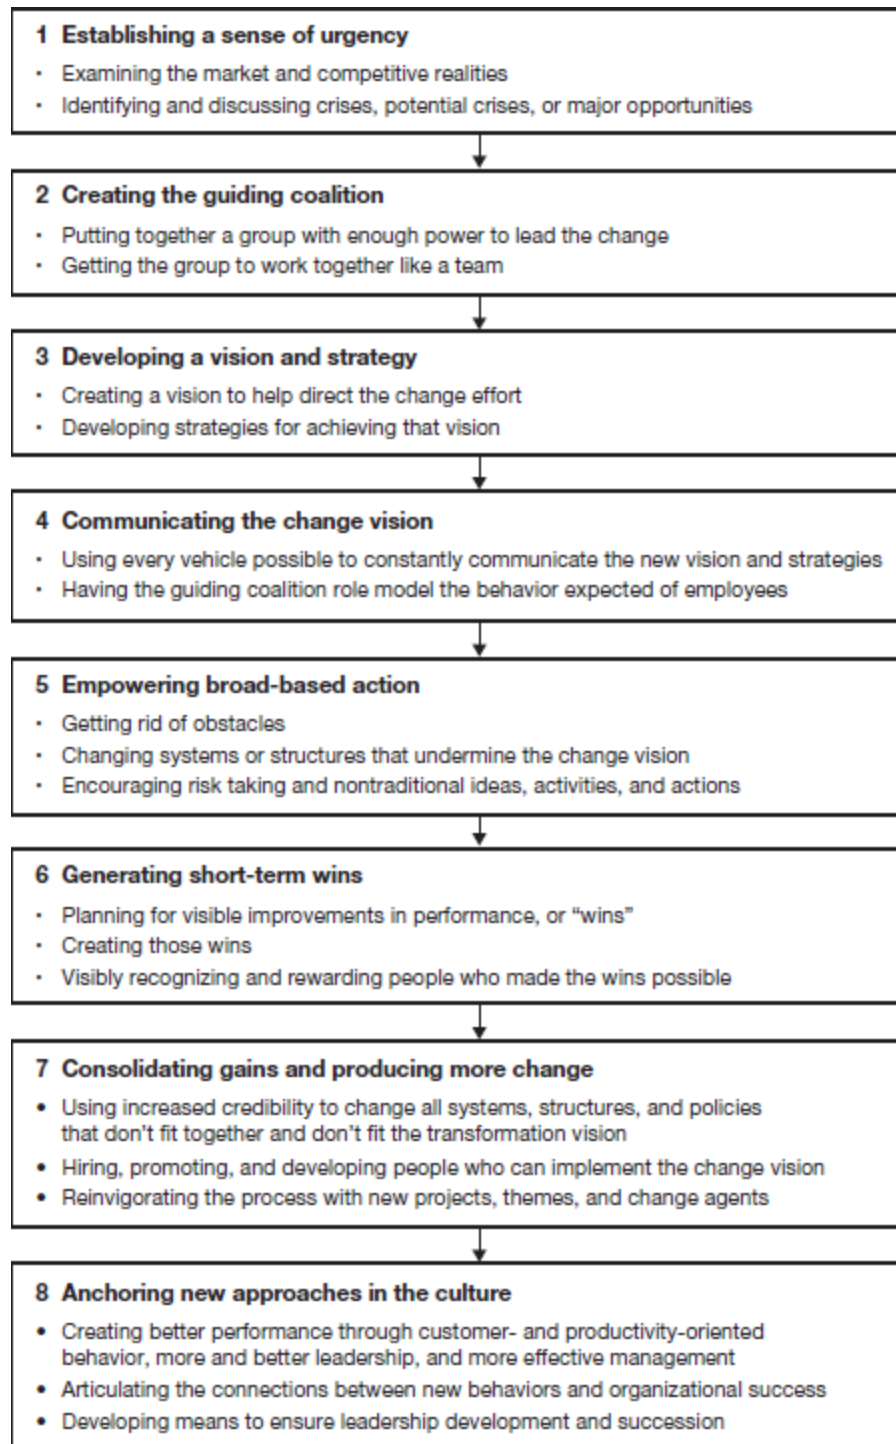 1 Establishing a sense of urgency
· Examining the market and competitive realities
· Identifying and discussing crises, potential crises, or major opportunities
2 Creating the guiding coalition
· Putting together a group with enough power to lead the change
· Getting the group to work together like a team
3 Developing a vision and strategy
· Creating a vision to help direct the change effort
· Developing strategies for achieving that vision
4 Communicating the change vision
· Using every vehicle possible to constantly communicate the new vision and strategies
· Having the guiding coalition role model the behavior expected of employees
5 Empowering broad-based action
· Getting rid of obstacles
· Changing systems or structures that undermine the change vision
· Encouraging risk taking and nontraditional ideas, activities, and actions
6 Generating short-term wins
· Planning for visible improvements in performance, or “wins”
· Creating those wins
· Visibly recognizing and rewarding people who made the wins possible
7 Consolidating gains and producing more change
• Using increased credibility to change all systems, structures, and policies
that don’t fit together and don’t fit the transformation vision
• Hiring, promoting, and developing people who can implement the change vision
• Reinvigorating the process with new projects, themes, and change agents
8 Anchoring new approaches in the culture
• Creating better performance through customer- and productivity-oriented
behavior, more and better leadership, and more effective management
• Articulating the connections between new behaviors and organizational success
• Developing means to ensure leadership development and succession